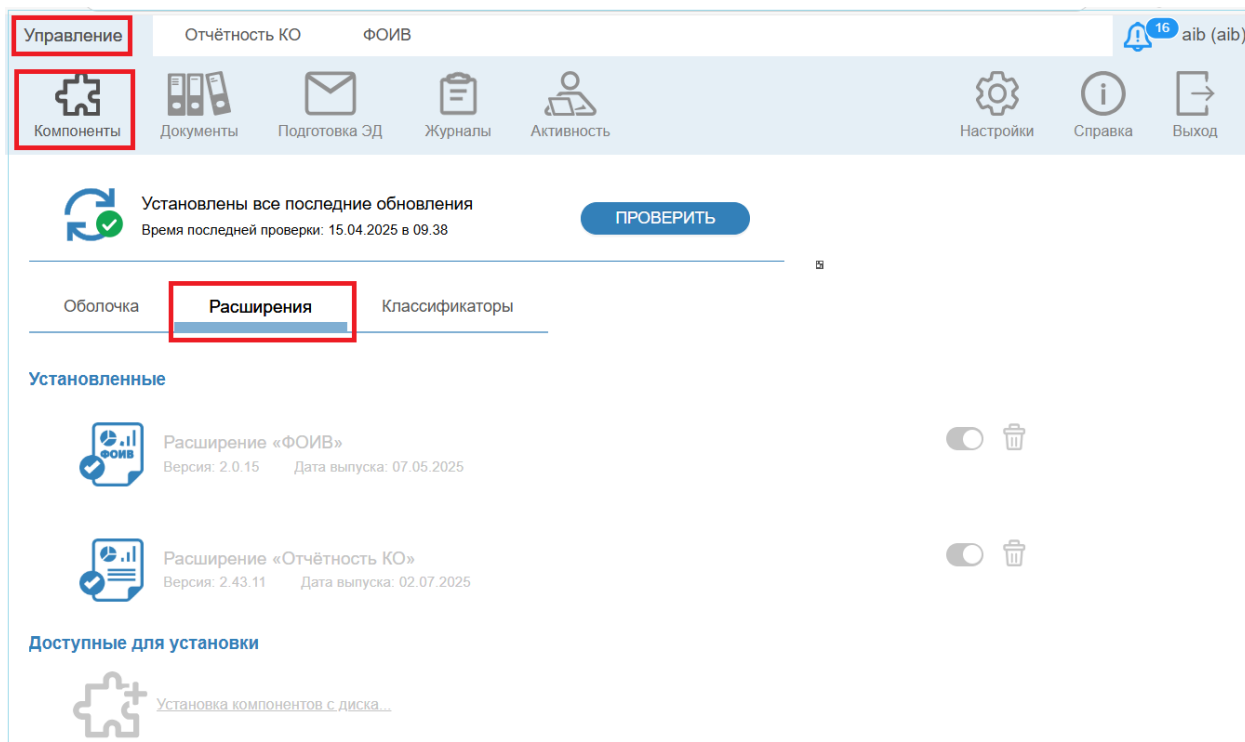 Управление Отчётность КО ФОИВ 16 aib (aib)
Компоненты Документы Подготовка ЭД Журналы Активность Настройки Справка Выход
Установлены все последние обновления
Время последней проверки: 15.04.2025 в 09.38
ПРОВЕРИТЬ
Оболочка Расширения Классификаторы
Установленные
ФОИВ
Расширение «ФОИВ»
Версия: 2.0.15 Дата выпуска: 07.05.2025
Расширение «Отчётность КО»
Версия: 2.43.11 Дата выпуска: 02.07.2025
Доступные для установки
Установка компонентов с диска...